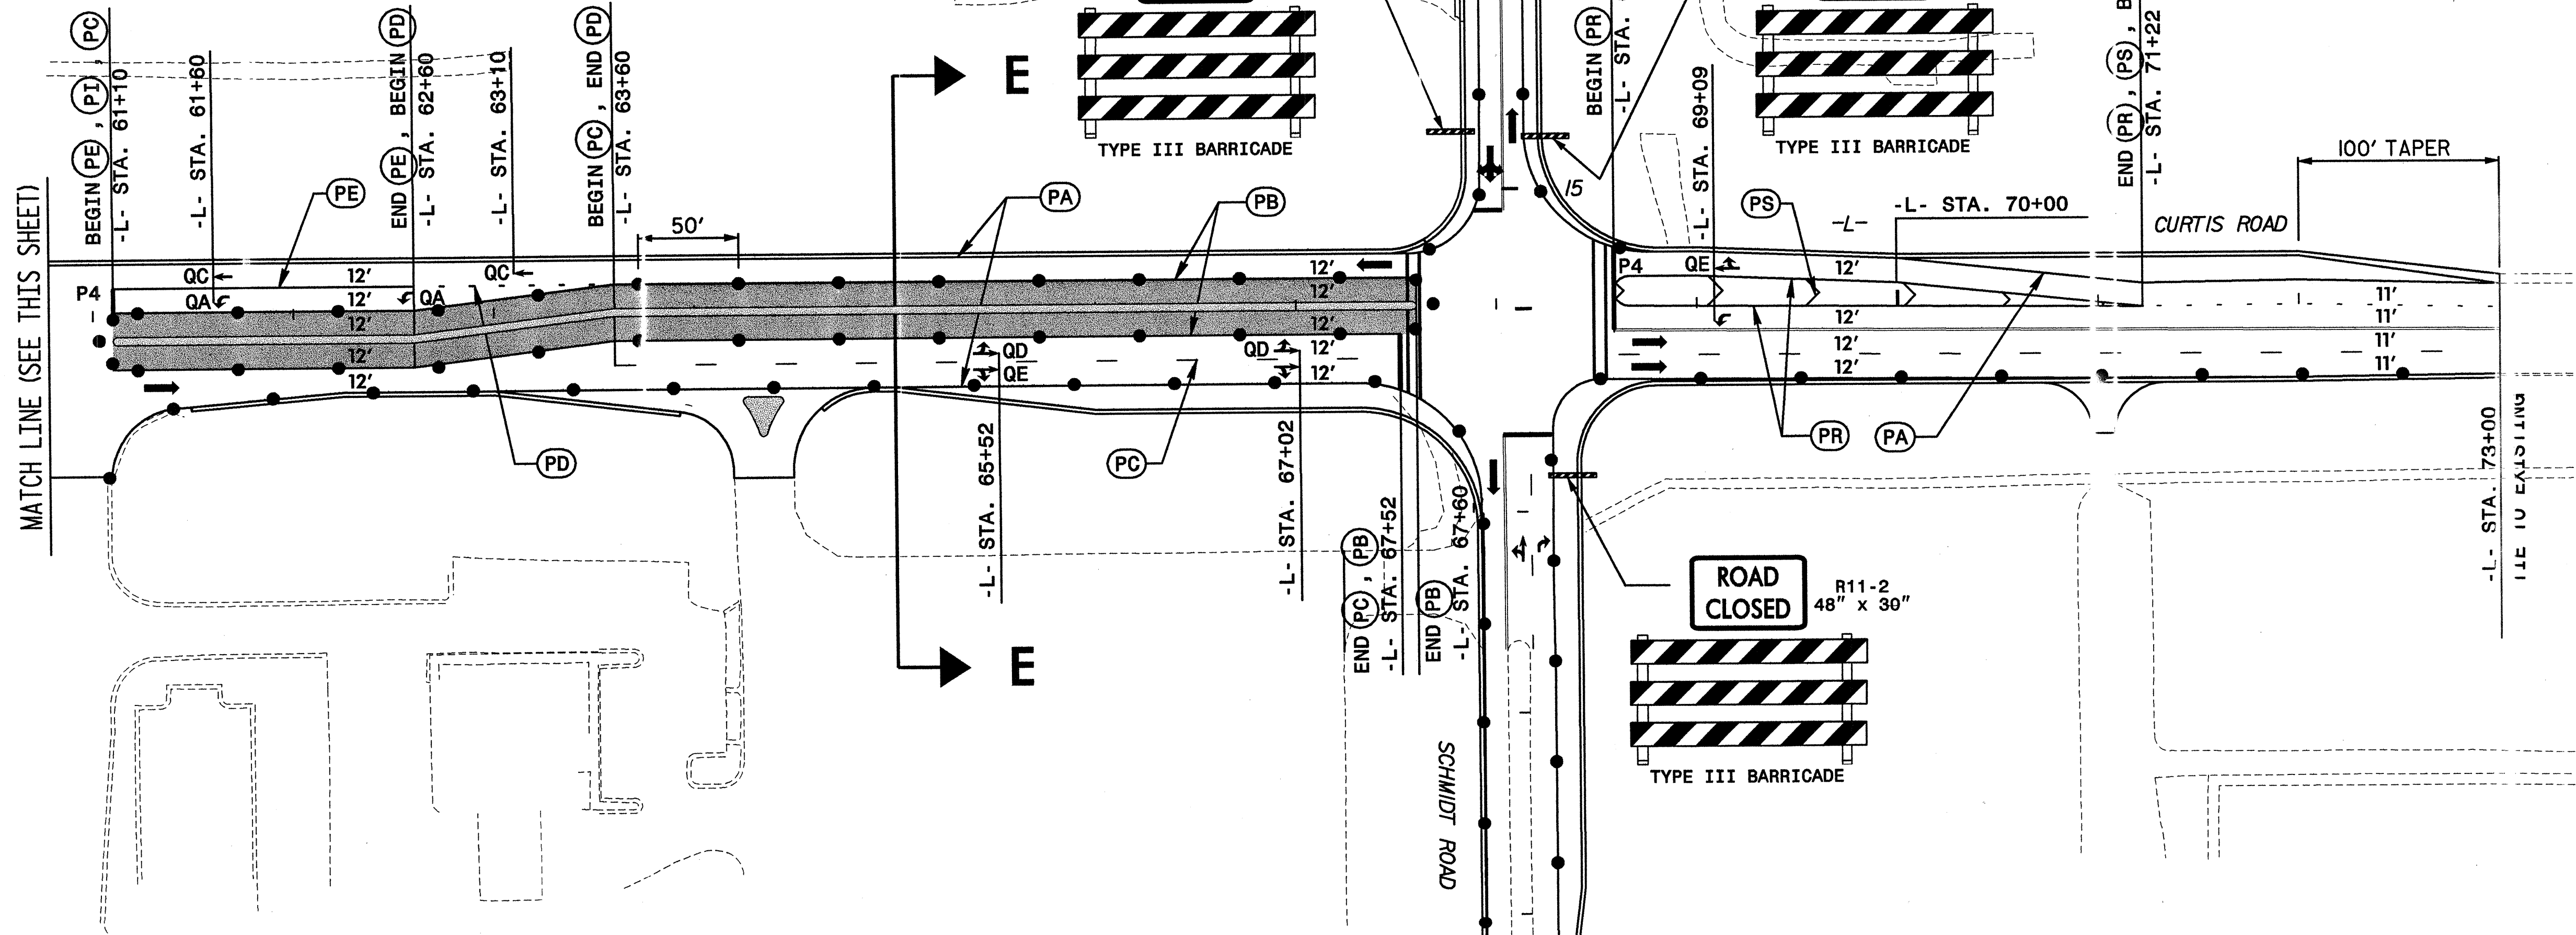 MATCH LINE (SEE THIS SHEET)
BEGIN PE, PI, PC
-L- STA. 61+10
-L- STA. 61+60
END PE, BEGIN PD
-L- STA. 62+60
-L- STA. 63+10
BEGIN PC, END PD
-L- STA. 63+60
PE
50'
E
TYPE III BARRICADE
PA
PB
BEGIN PR
-L- STA.
15
-L- STA. 69+09
TYPE III BARRICADE
PS
-L-
-L- STA. 70+00
END PR, PS,
-L- STA. 71+22
CURTIS ROAD
100' TAPER
P4
QC
QA
12'
12'
12'
12'
QC
QA
12'
12'
12'
12'
12'
QD
QE
QD
P4
QE
12'
12'
12'
12'
11'
11'
11'
11'
PD
-L- STA. 65+52
PC
-L- STA. 67+02
END PC, PB
-L- STA. 67+52
END PB
-L- STA. 67+60
PR
PA
-L- STA. 73+00
TIE TO EXISTING
E
ROAD
CLOSED
R11-2
48" x 30"
TYPE III BARRICADE
SCHMIDT ROAD